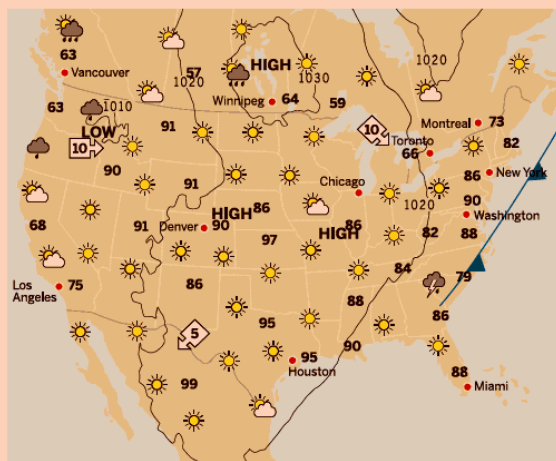 63
Vancouver
57
1020
HIGH
1030
1020
63
1010
Winnipeg
64
59
LOW
10
91
10
Toronto
66
Montreal
73
82
90
91
Chicago
86
New York
68
91
Denver
90
HIGH
86
97
HIGH
86
1020
82
90
Washington
88
Los
Angeles
75
86
84
79
88
86
95
5
90
95
Houston
99
88
Miami